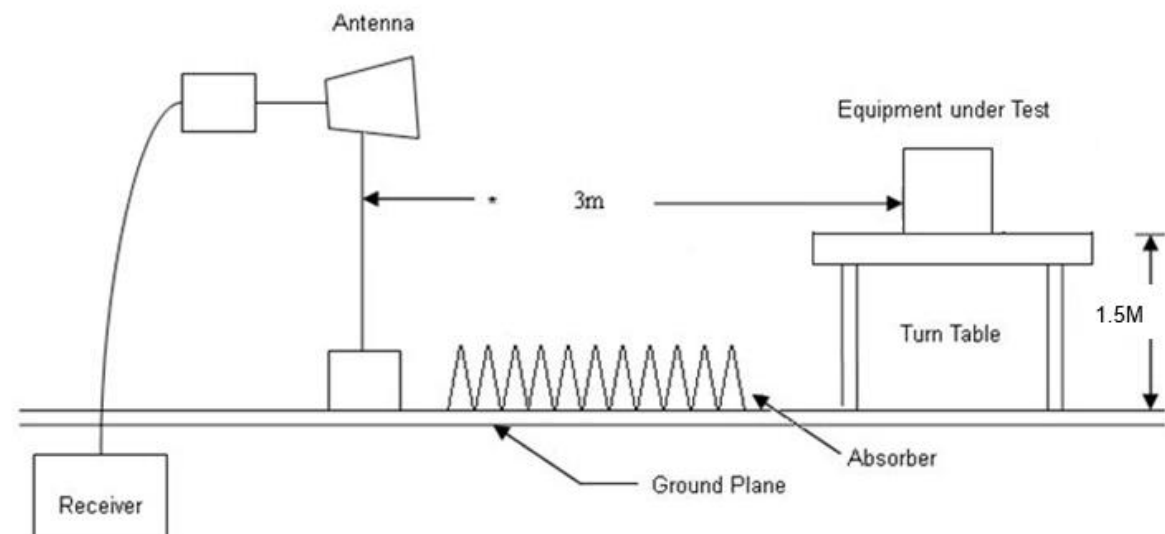 Antenna
Equipment under Test
* 3m
1.5M
Turn Table
Absorber
Ground Plane
Receiver